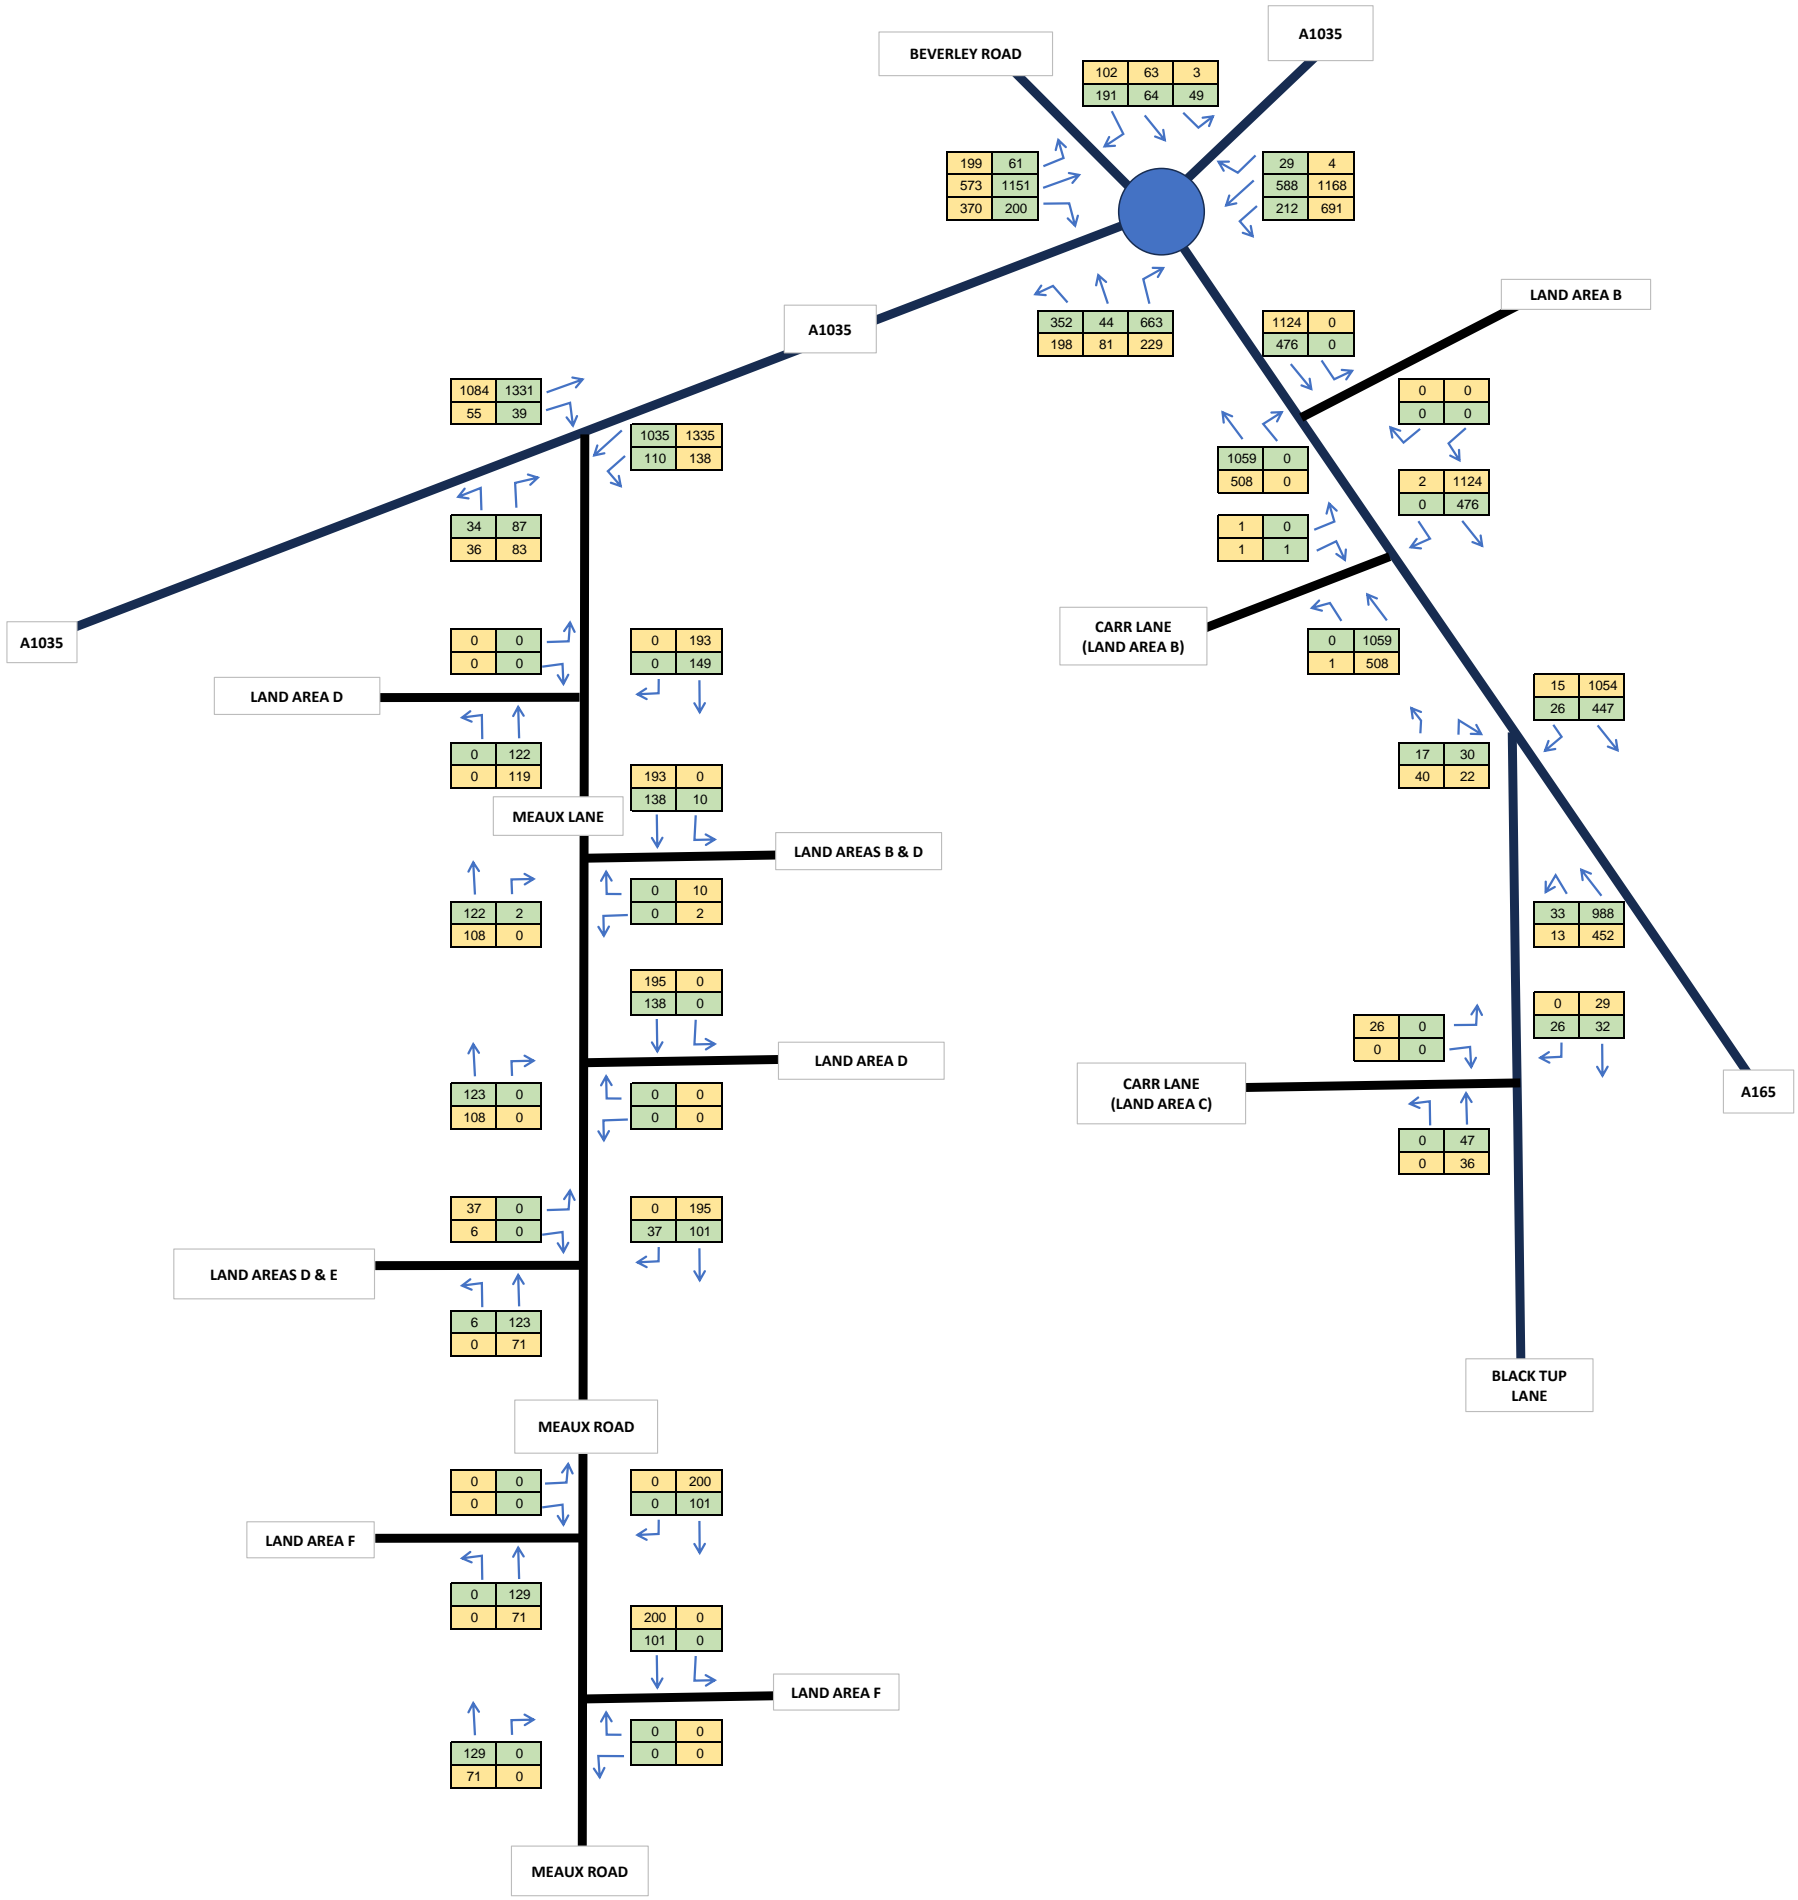 A1035
BEVERLEY ROAD
102 63 3
191 64 49
199 61
573 1151
370 200
29 4
588 1168
212 691
LAND AREA B
352 44 663
198 81 229
1124 0
476 0
A1035
1084 1331
55 39
0 0
0 0
1035 1335
110 138
1059 0
508 0
2 1124
0 476
34 87
36 83
1 0
1 1
A1035
CARR LANE
(LAND AREA B)
0 0
0 0
0 193
0 149
0 1059
1 508
LAND AREA D
15 1054
26 447
0 122
0 119
17 30
40 22
193 0
138 10
MEAUX LANE
LAND AREAS B & D
0 10
0 2
122 2
108 0
33 988
13 452
195 0
138 0
0 29
26 32
26 0
0 0
LAND AREA D
123 0
108 0
0 0
0 0
CARR LANE
(LAND AREA C)
A165
0 47
0 36
37 0
6 0
0 195
37 101
LAND AREAS D & E
6 123
0 71
BLACK TUP
LANE
MEAUX ROAD
0 0
0 0
0 200
0 101
LAND AREA F
0 129
0 71
200 0
101 0
LAND AREA F
0 0
0 0
129 0
71 0
MEAUX ROAD